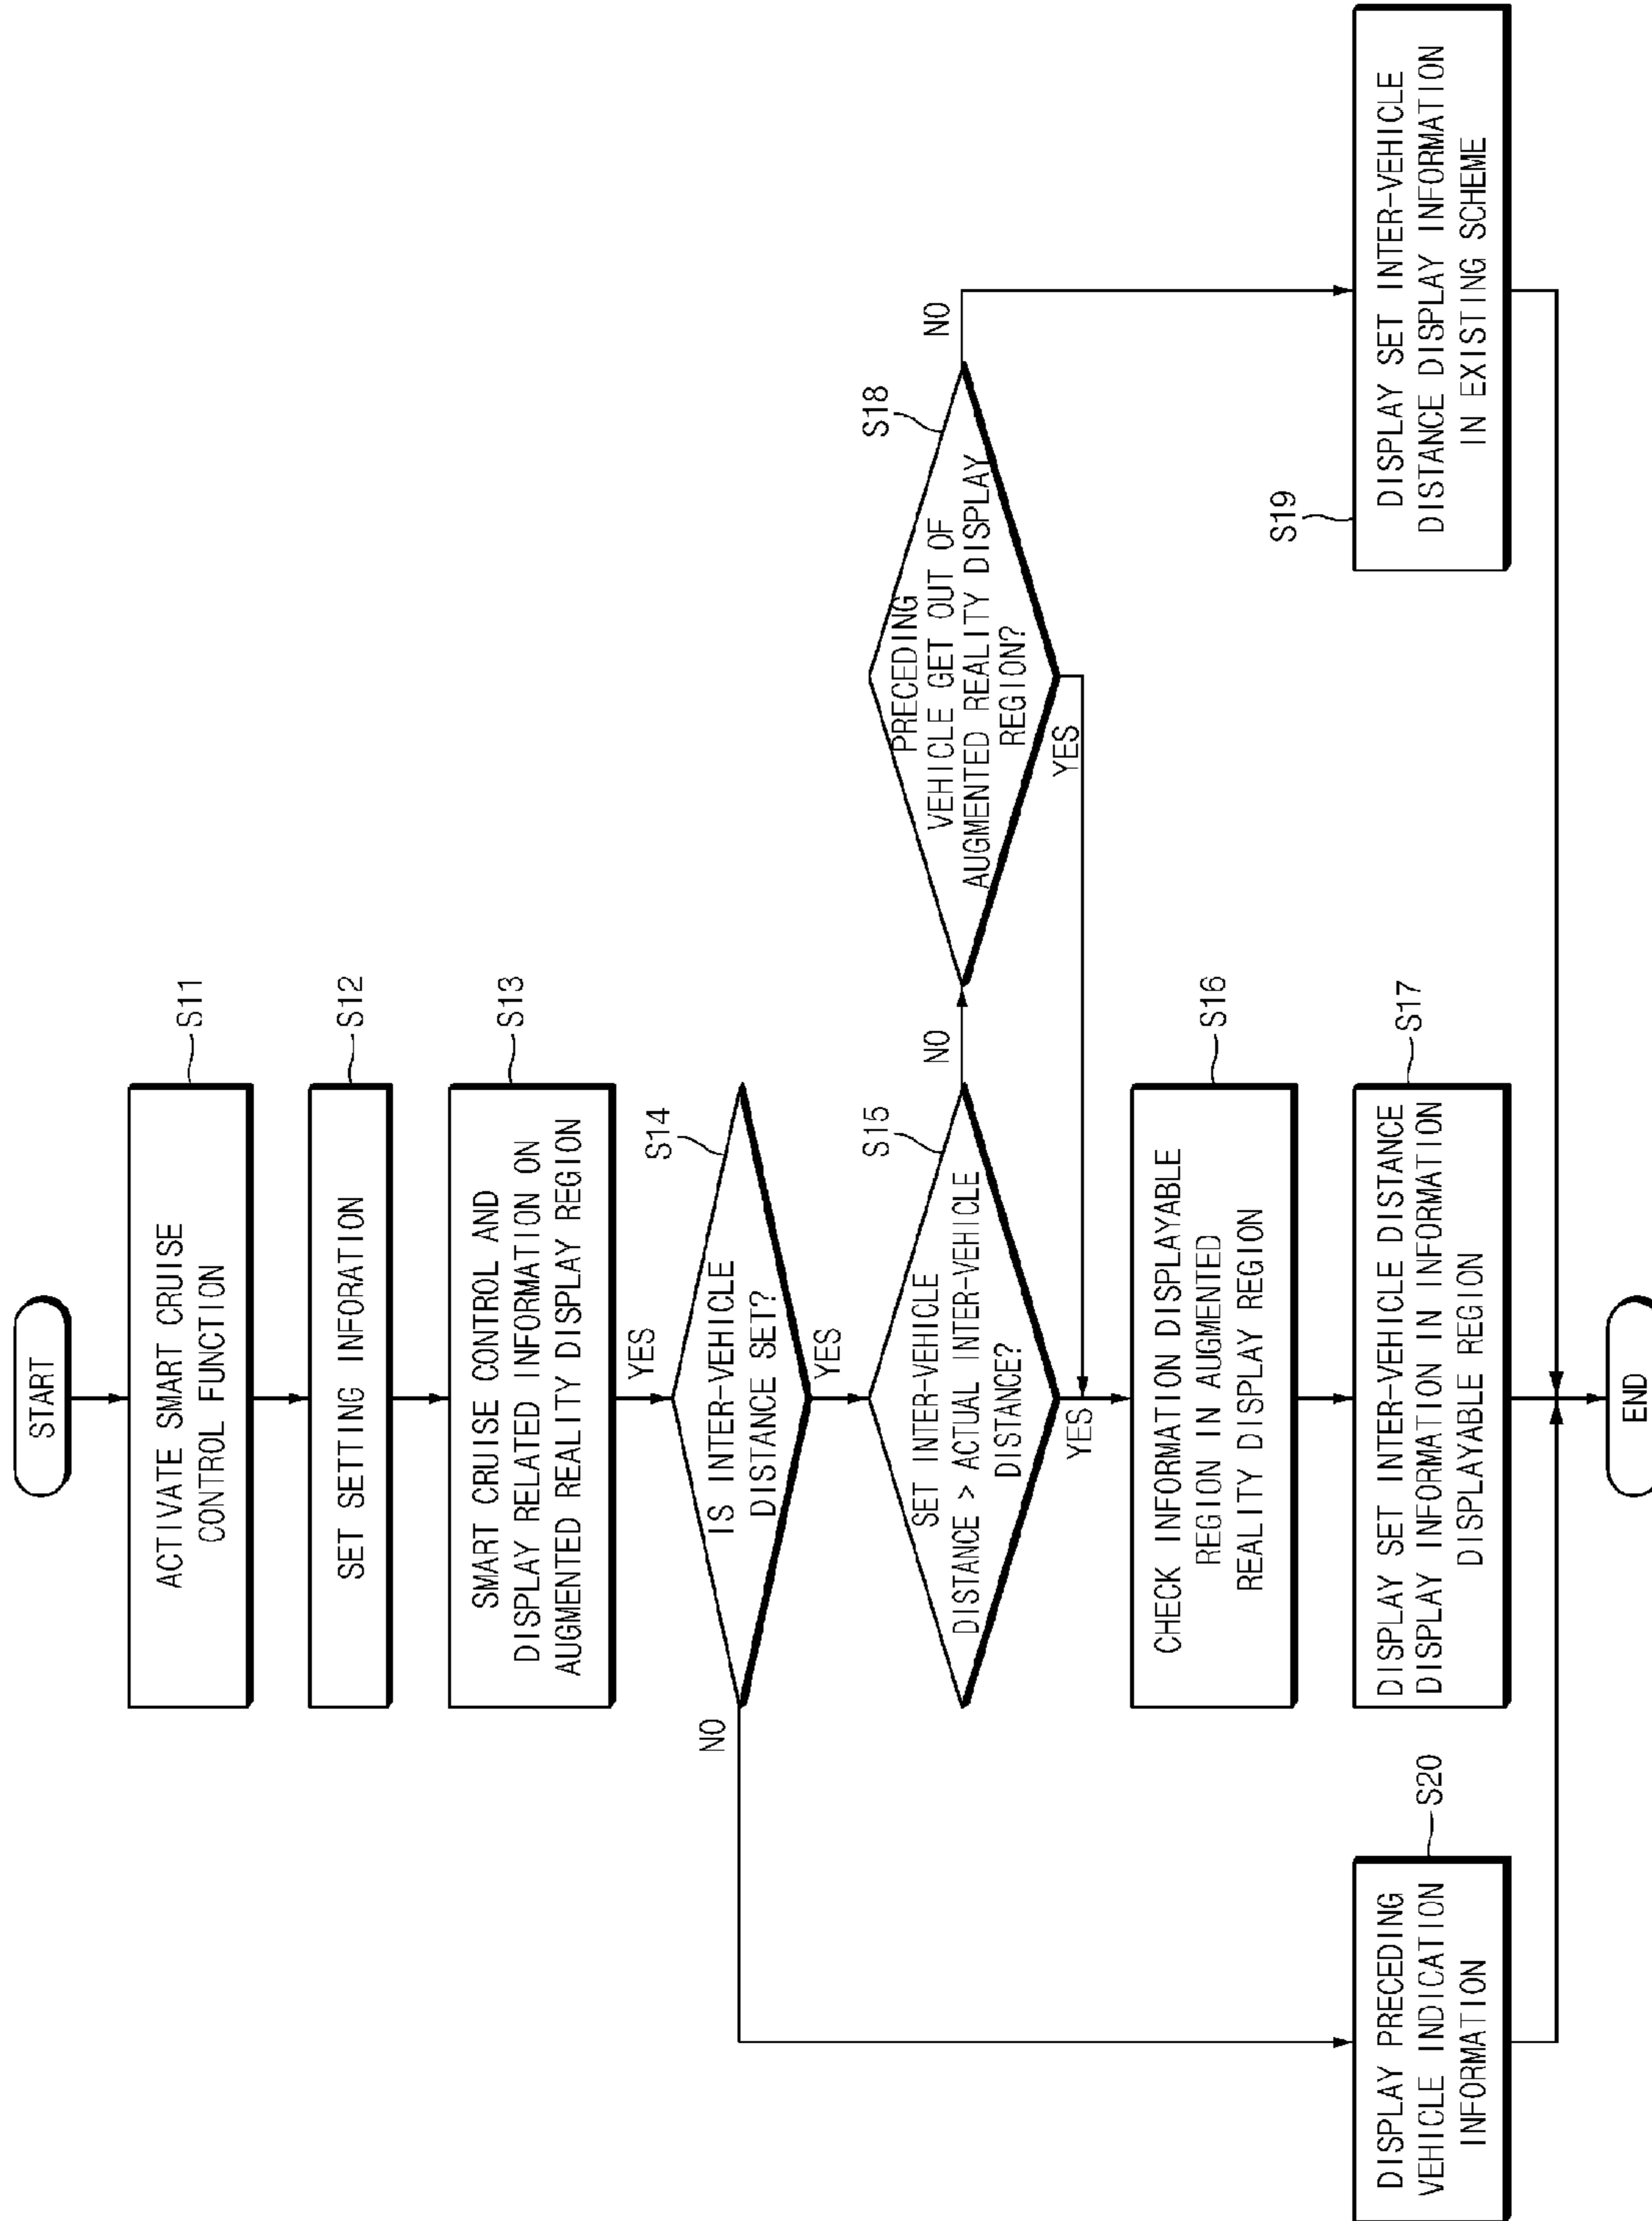 START
ACTIVATE SMART CRUISE
CONTROL FUNCTION
S11
SET SETTING INFORATION
S12
SMART CRUISE CONTROL AND
DISPLAY RELATED INFORMATION ON
AUGMENTED REALITY DISPLAY REGION
S13
YES
IS INTER-VEHICLE
DISTANCE SET?
S14
NO
YES
SET INTER-VEHICLE
DISTANCE > ACTUAL INTER-VEHICLE
DISTANCE?
S15
NO
YES
PRECEDING
VEHICLE GET OUT OF
AUGMENTED REALITY DISPLAY
REGION?
S18
NO
YES
CHECK INFORMATION DISPLAYABLE
REGION IN AUGMENTED
REALITY DISPLAY REGION
S16
DISPLAY PRECEDING
VEHICLE INDICATION
INFORMATION
S20
DISPLAY SET INTER-VEHICLE DISTANCE
DISPLAY INFORMATION IN INFORMATION
DISPLAYABLE REGION
S17
S19
DISPLAY SET INTER-VEHICLE
DISTANCE DISPLAY INFORMATION
IN EXISTING SCHEME
END